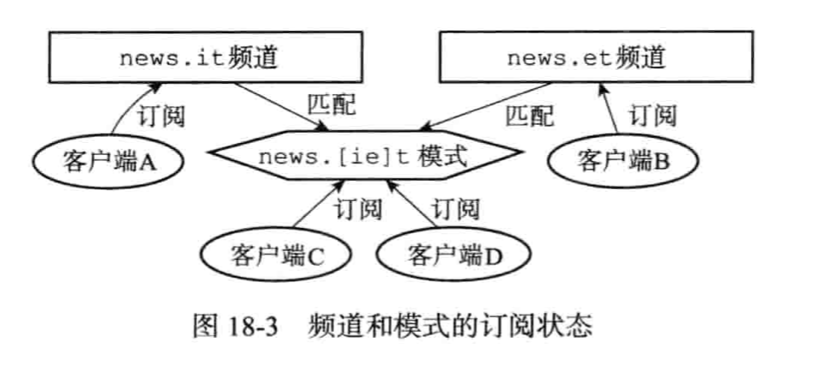 news.it频道
news.et频道
订阅
匹配
匹配
订阅
客户端A
news.[ie]t 模式
客户端B
订阅
订阅
客户端C
客户端D
图 18-3 频道和模式的订阅状态